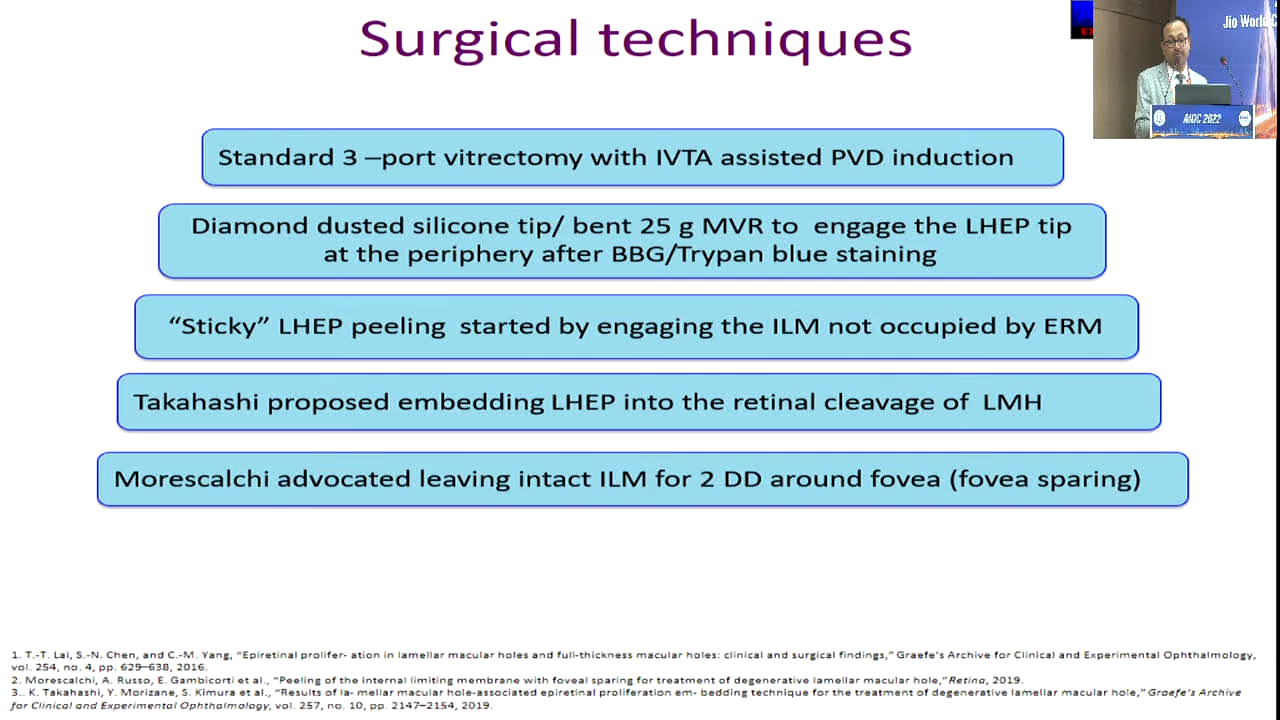 Surgical techniques
Jio World
EX
AIOC 2022
Standard 3 –port vitrectomy with IVTA assisted PVD induction
Diamond dusted silicone tip/ bent 25 g MVR to engage the LHEP tip
at the periphery after BBG/Trypan blue staining
“Sticky” LHEP peeling started by engaging the ILM not occupied by ERM
Takahashi proposed embedding LHEP into the retinal cleavage of LMH
Morescalchi advocated leaving intact ILM for 2 DD around fovea (fovea sparing)
1. T.-T. Lai, S.-N. Chen, and C.-M. Yang, “Epiretinal prolifer- ation in lamellar macular holes and full-thickness macular holes: clinical and surgical findings,” Graefe’s Archive for Clinical and Experimental Ophthalmology,
vol. 254, no. 4, pp. 629–638, 2016.
2. Morescalchi, A. Russo, E. Gambicorti et al., “Peeling of the internal limiting membrane with foveal sparing for treatment of degenerative lamellar macular hole,”Retina, 2019.
3.. K. Takahashi, Y. Morizane, S. Kimura et al., “Results of la- mellar macular hole-associated epiretinal proliferation em- bedding technique for the treatment of degenerative lamellar macular hole,” Graefe’s Archive
for Clinical and Experimental Ophthalmology, vol. 257, no. 10, pp. 2147–2154, 2019.